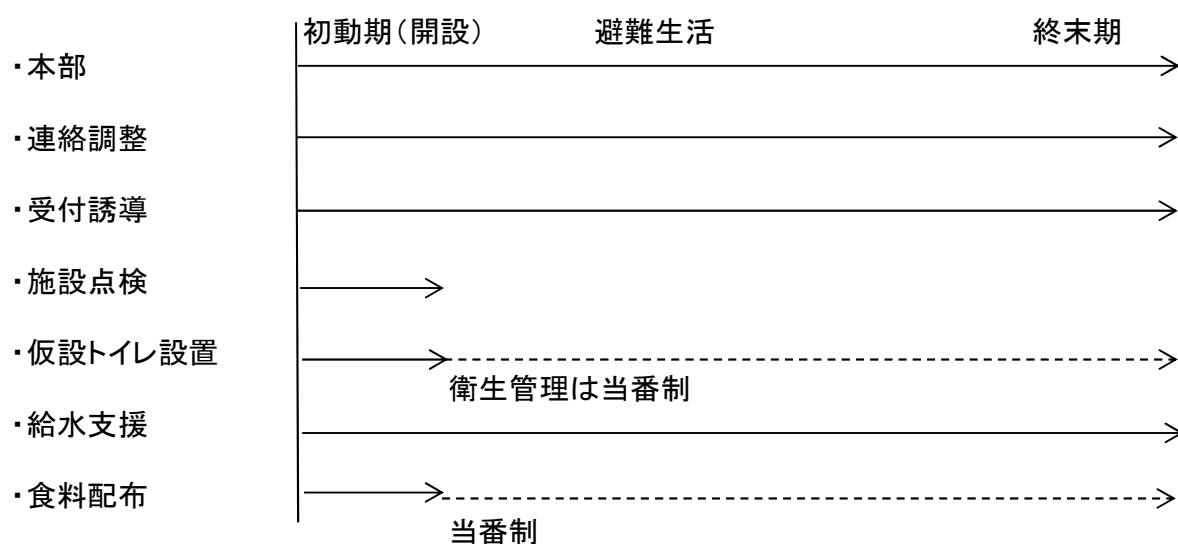 初動期(開設) 避難生活 終末期
・本部
・連絡調整
・受付誘導
・施設点検
・仮設トイレ設置
衛生管理は当番制
・給水支援
・食料配布
当番制